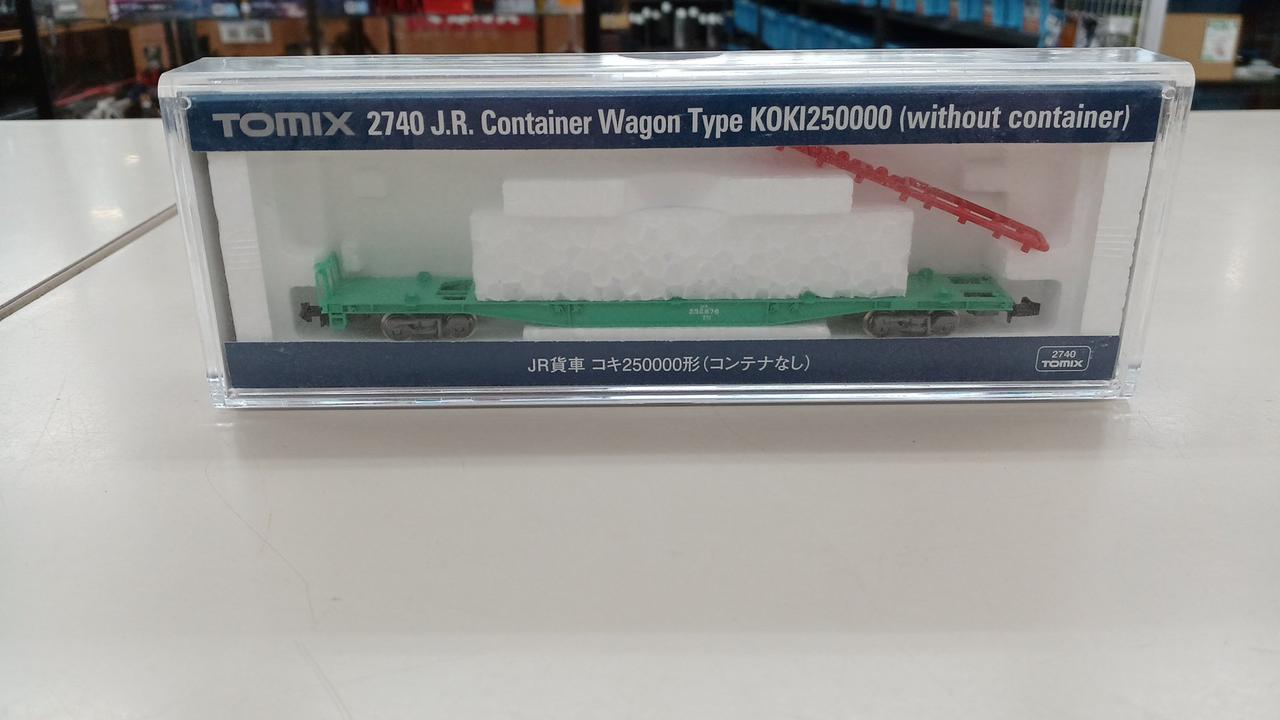 TOMIX 2740 J.R. Container Wagon Type KOKI250000 (without container)
JR貨車 コキ250000形(コンテナなし)
2740
TOMIX